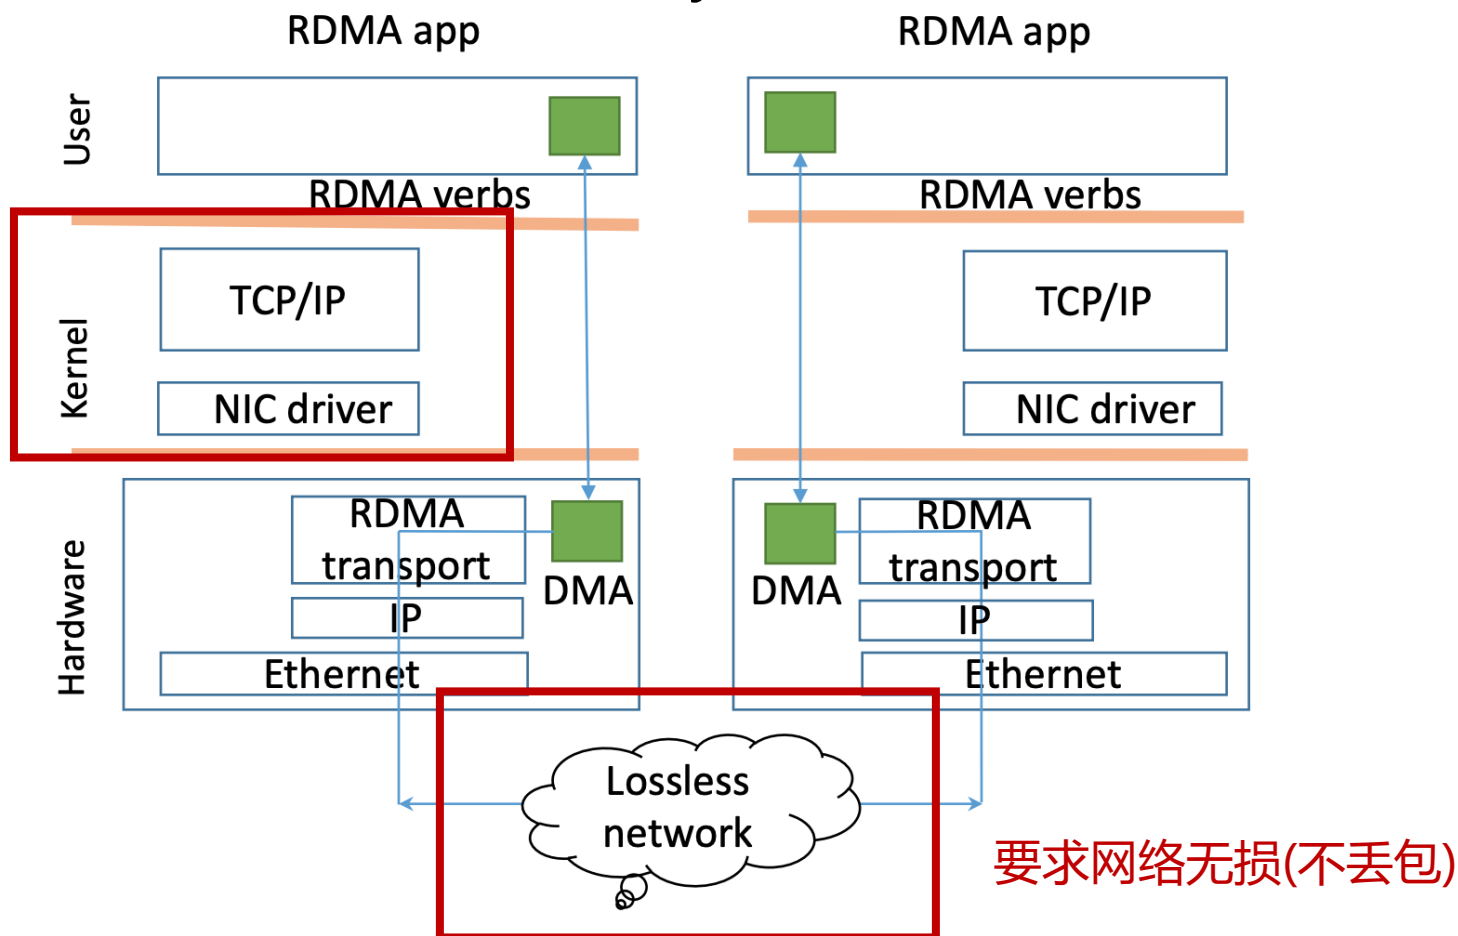 RDMA app
RDMA app
User
RDMA verbs
RDMA verbs
Kernel
TCP/IP
TCP/IP
NIC driver
NIC driver
Hardware
RDMA
transport
DMA
IP
Ethernet
RDMA
transport
DMA
IP
Ethernet
Lossless
network
要求网络无损(不丢包)